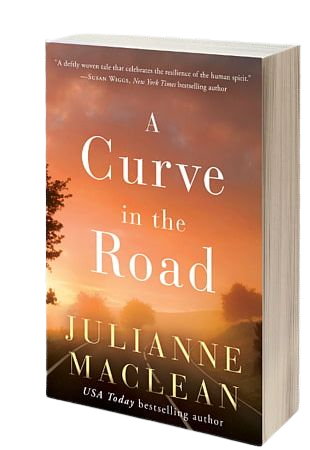 "A deftly woven tale that celebrates the resilience of the human spirit."
—SUSAN WIGGS, New York Times bestselling author
A
Curve
in the
Road
JULIANNE
MACLEAN
USA Today bestselling author